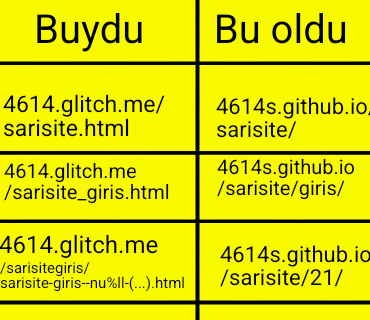 Buydu
Bu oldu
4614.glitch.me/
sarisite.html
4614s.github.io/
sarisite/
4614.glitch.me
/sarisite_giris.html
4614s.github.io
/sarisite/giris/
4614.glitch.me
/sarisitegiris/
sarisite-giris--nu%ll-(...).html
4614s.github.io
/sarisite/21/